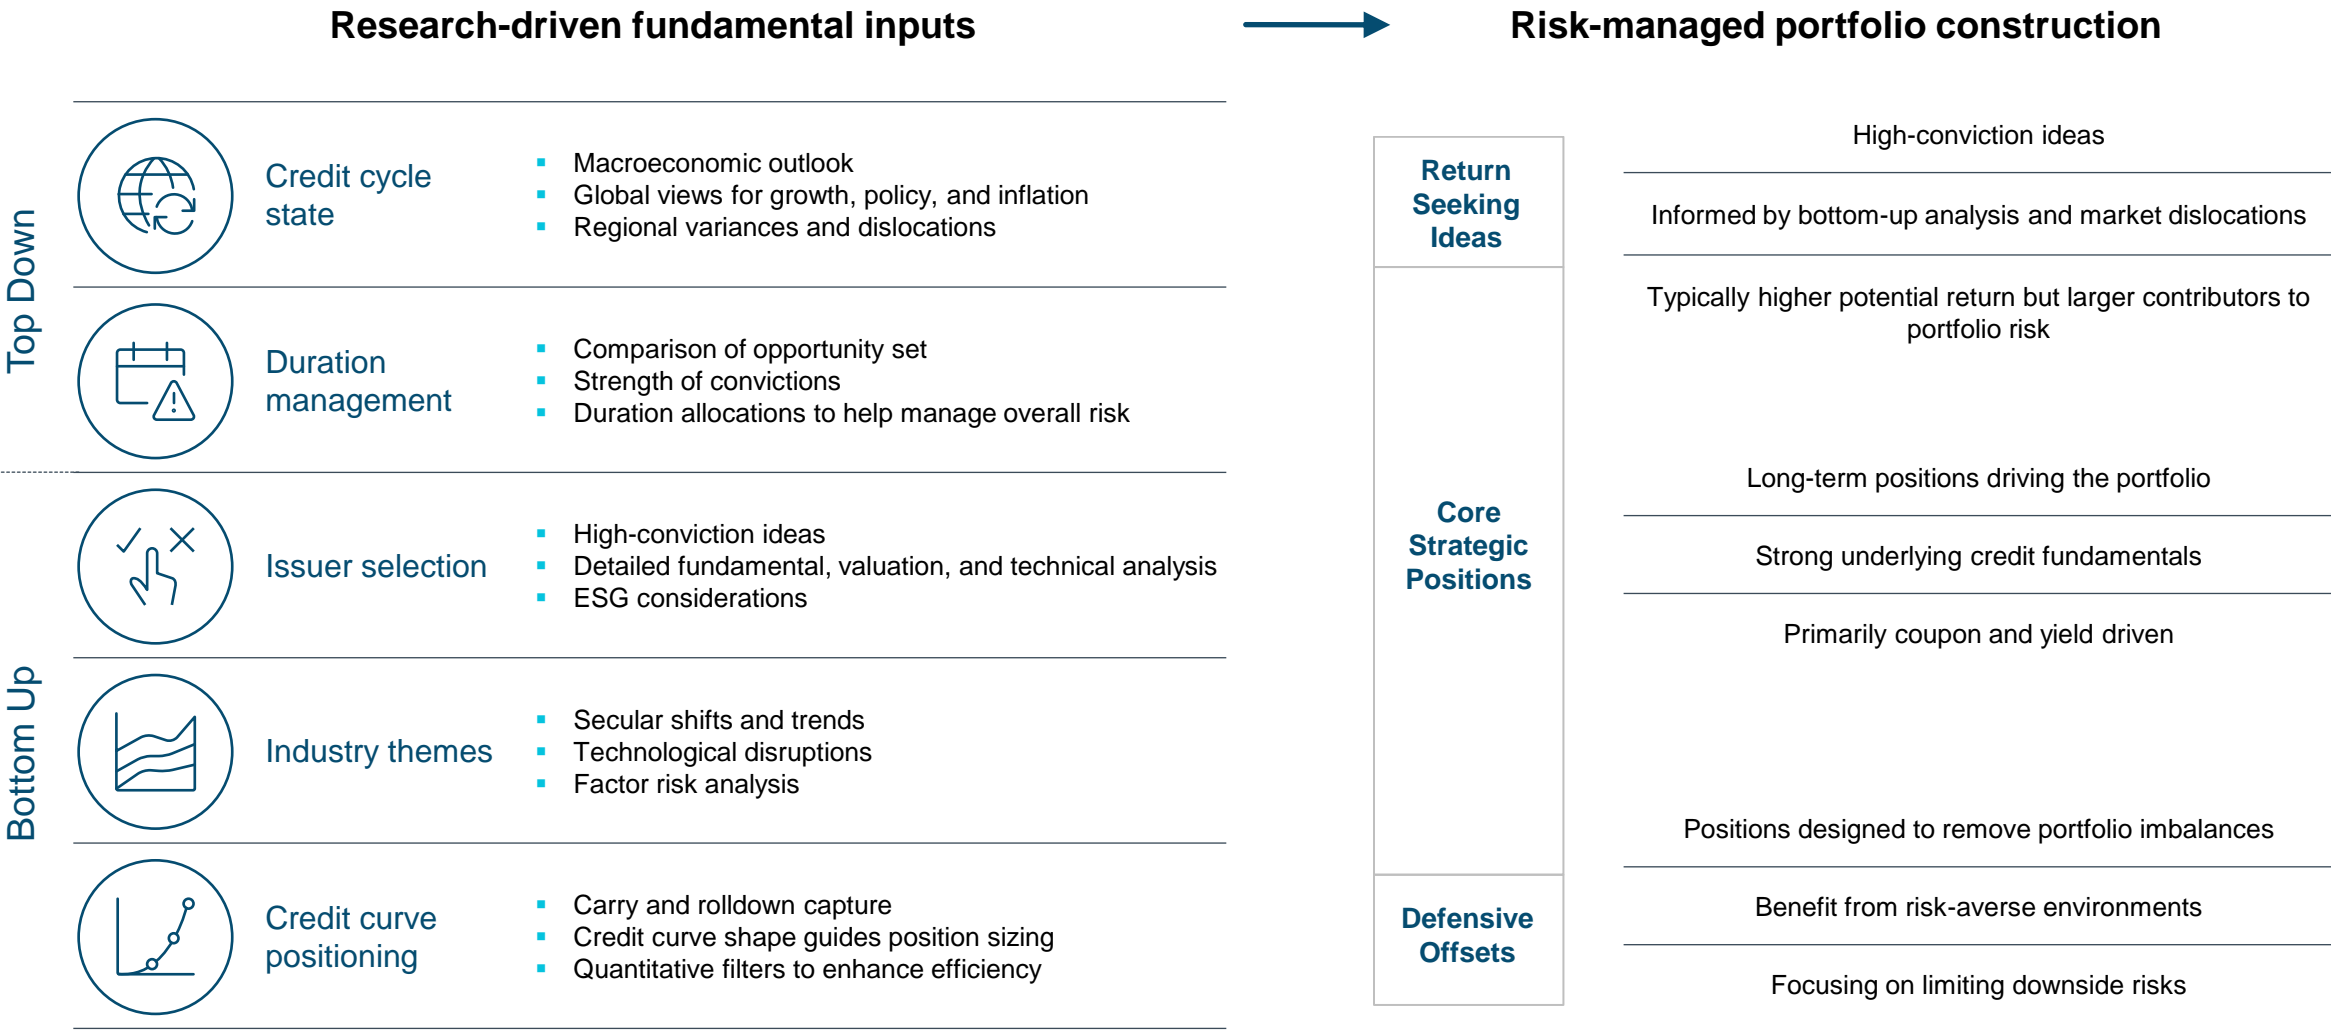 Research-driven fundamental inputs
Risk-managed portfolio construction
Top Down
Credit cycle
state
▪ Macroeconomic outlook
▪ Global views for growth, policy, and inflation
▪ Regional variances and dislocations
Duration
management
▪ Comparison of opportunity set
▪ Strength of convictions
▪ Duration allocations to help manage overall risk
Bottom Up
Issuer selection
▪ High-conviction ideas
▪ Detailed fundamental, valuation, and technical analysis
▪ ESG considerations
Industry themes
▪ Secular shifts and trends
▪ Technological disruptions
▪ Factor risk analysis
Credit curve
positioning
▪ Carry and rolldown capture
▪ Credit curve shape guides position sizing
▪ Quantitative filters to enhance efficiency
Return
Seeking
Ideas
High-conviction ideas
Informed by bottom-up analysis and market dislocations
Typically higher potential return but larger contributors to
portfolio risk
Core
Strategic
Positions
Long-term positions driving the portfolio
Strong underlying credit fundamentals
Primarily coupon and yield driven
Defensive
Offsets
Positions designed to remove portfolio imbalances
Benefit from risk-averse environments
Focusing on limiting downside risks